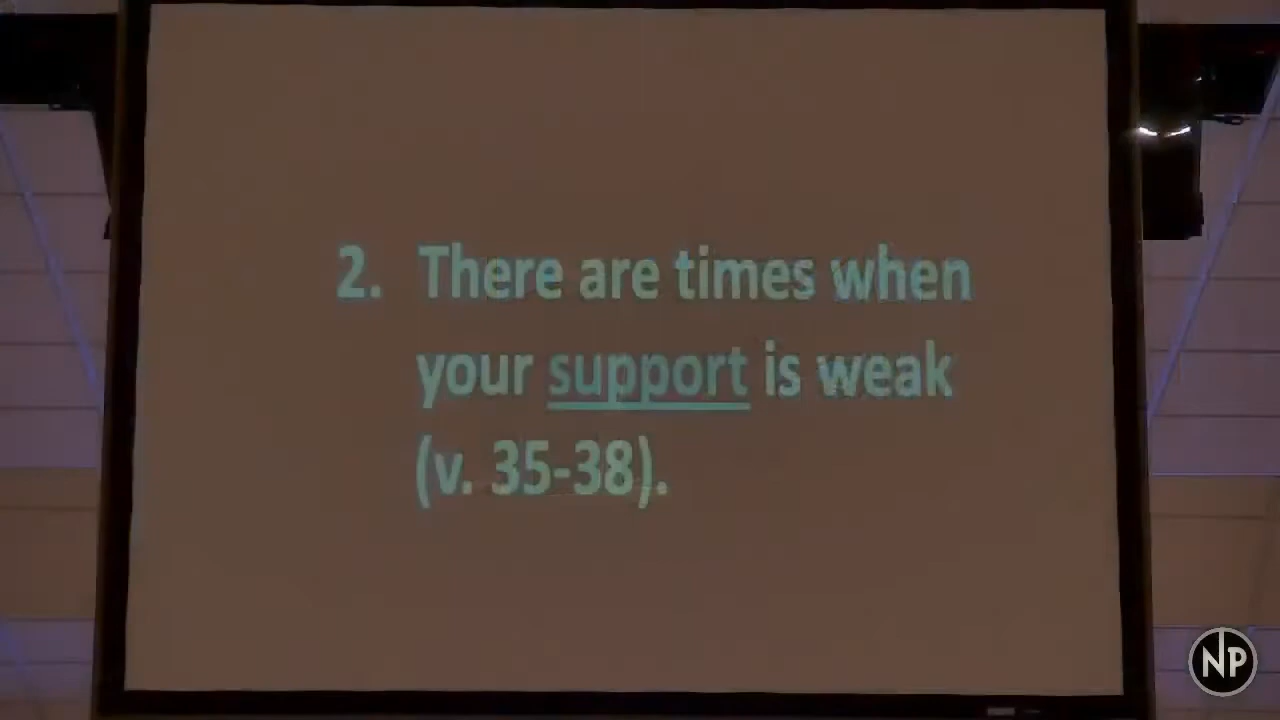 2. There are times when
your support is weak
(v. 35-38).
NP